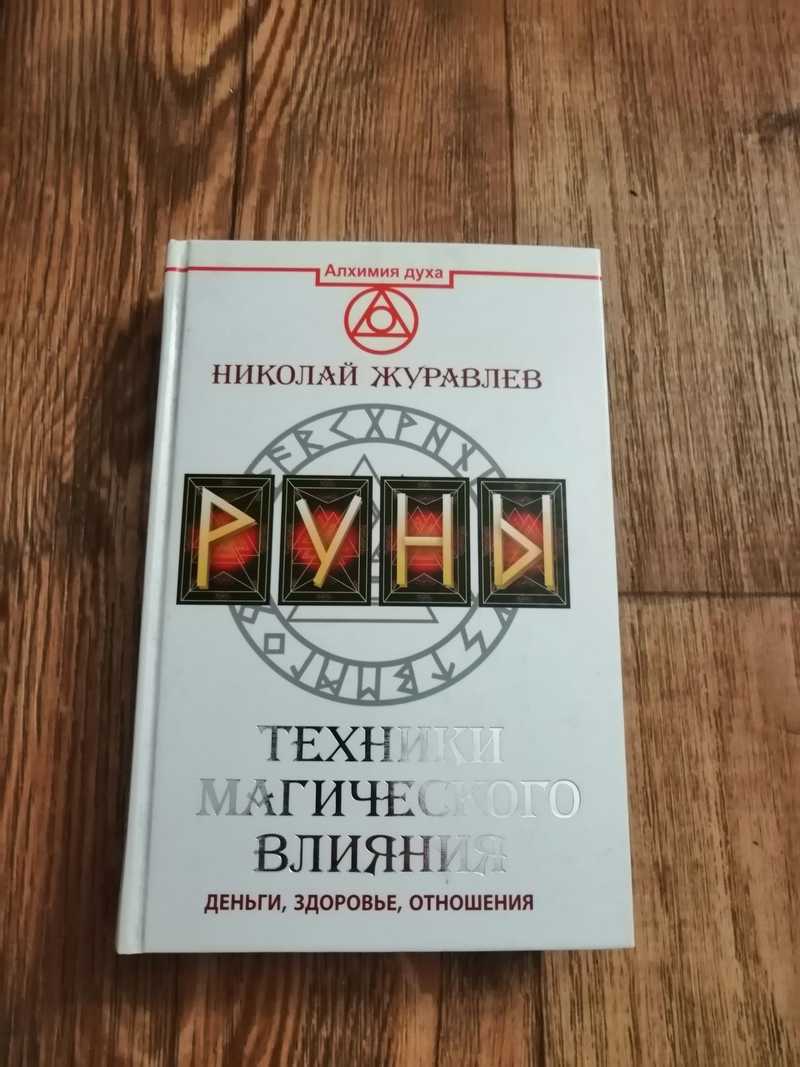 Алхимия духа
НИКОЛАЙ ЖУРАВЛЕВ
РУНЫ
ТЕХНИКИ
МАГИЧЕСКОГО
ВЛИЯНИЯ
ДЕНЬГИ, ЗДОРОВЬЕ, ОТНОШЕНИЯ